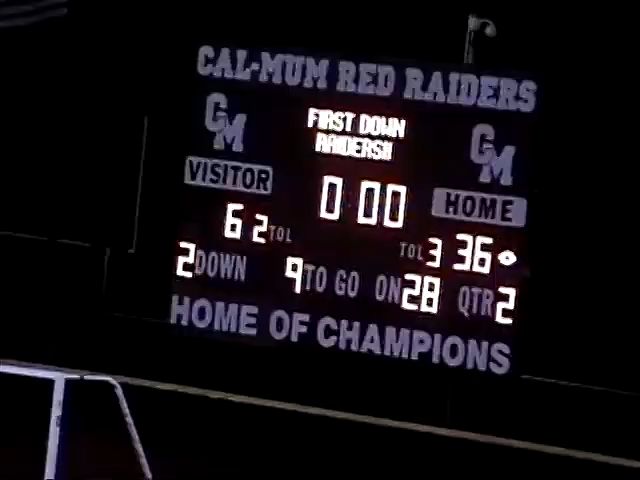 CAL-MUM RED RAIDERS
CM FIRST DOWN CM
RAIDERS!!
VISITOR 0 00 HOME
6 2 TOL TOL 3 36
2 DOWN 9 TO GO ON 28 QTR 2
HOME OF CHAMPIONS